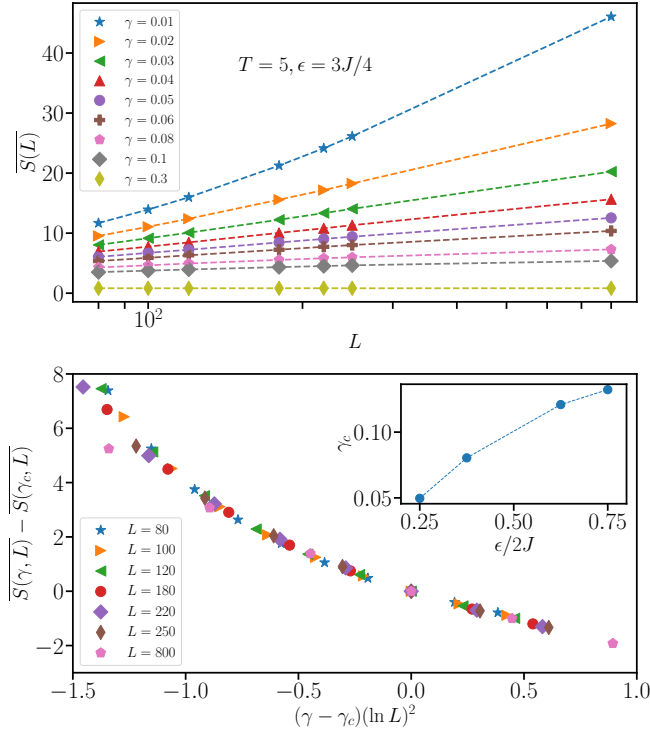 γ = 0.01
γ = 0.02
γ = 0.03
γ = 0.04
γ = 0.05
γ = 0.06
γ = 0.08
γ = 0.1
γ = 0.3
T = 5, ϵ = 3J/4
S(L)
40
30
20
10
0
10²
L
8
6
4
2
0
−2
S(γ, L) − S(γc, L)
L = 80
L = 100
L = 120
L = 180
L = 220
L = 250
L = 800
γc
0.10
0.05
0.25 0.50 0.75
ϵ/2J
−1.5 −1.0 −0.5 0.0 0.5 1.0
(γ − γc)(ln L)²